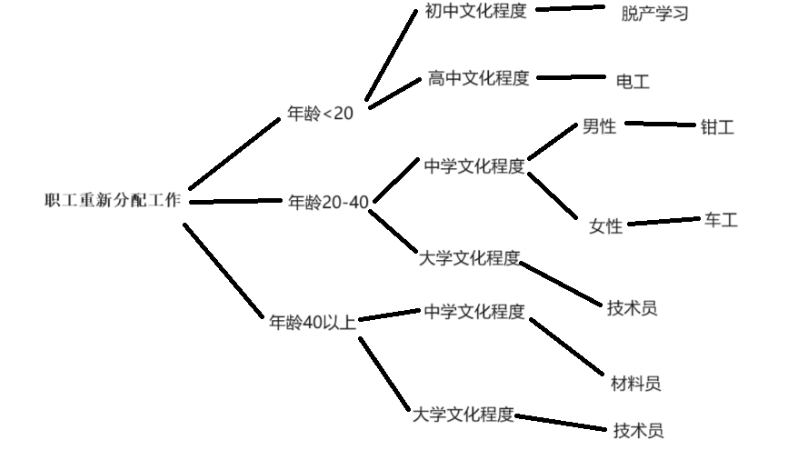 初中文化程度
脱产学习
高中文化程度
电工
年龄<20
男性
钳工
中学文化程度
职工重新分配工作
年龄20-40
女性
车工
大学文化程度
技术员
年龄40以上
中学文化程度
材料员
大学文化程度
技术员